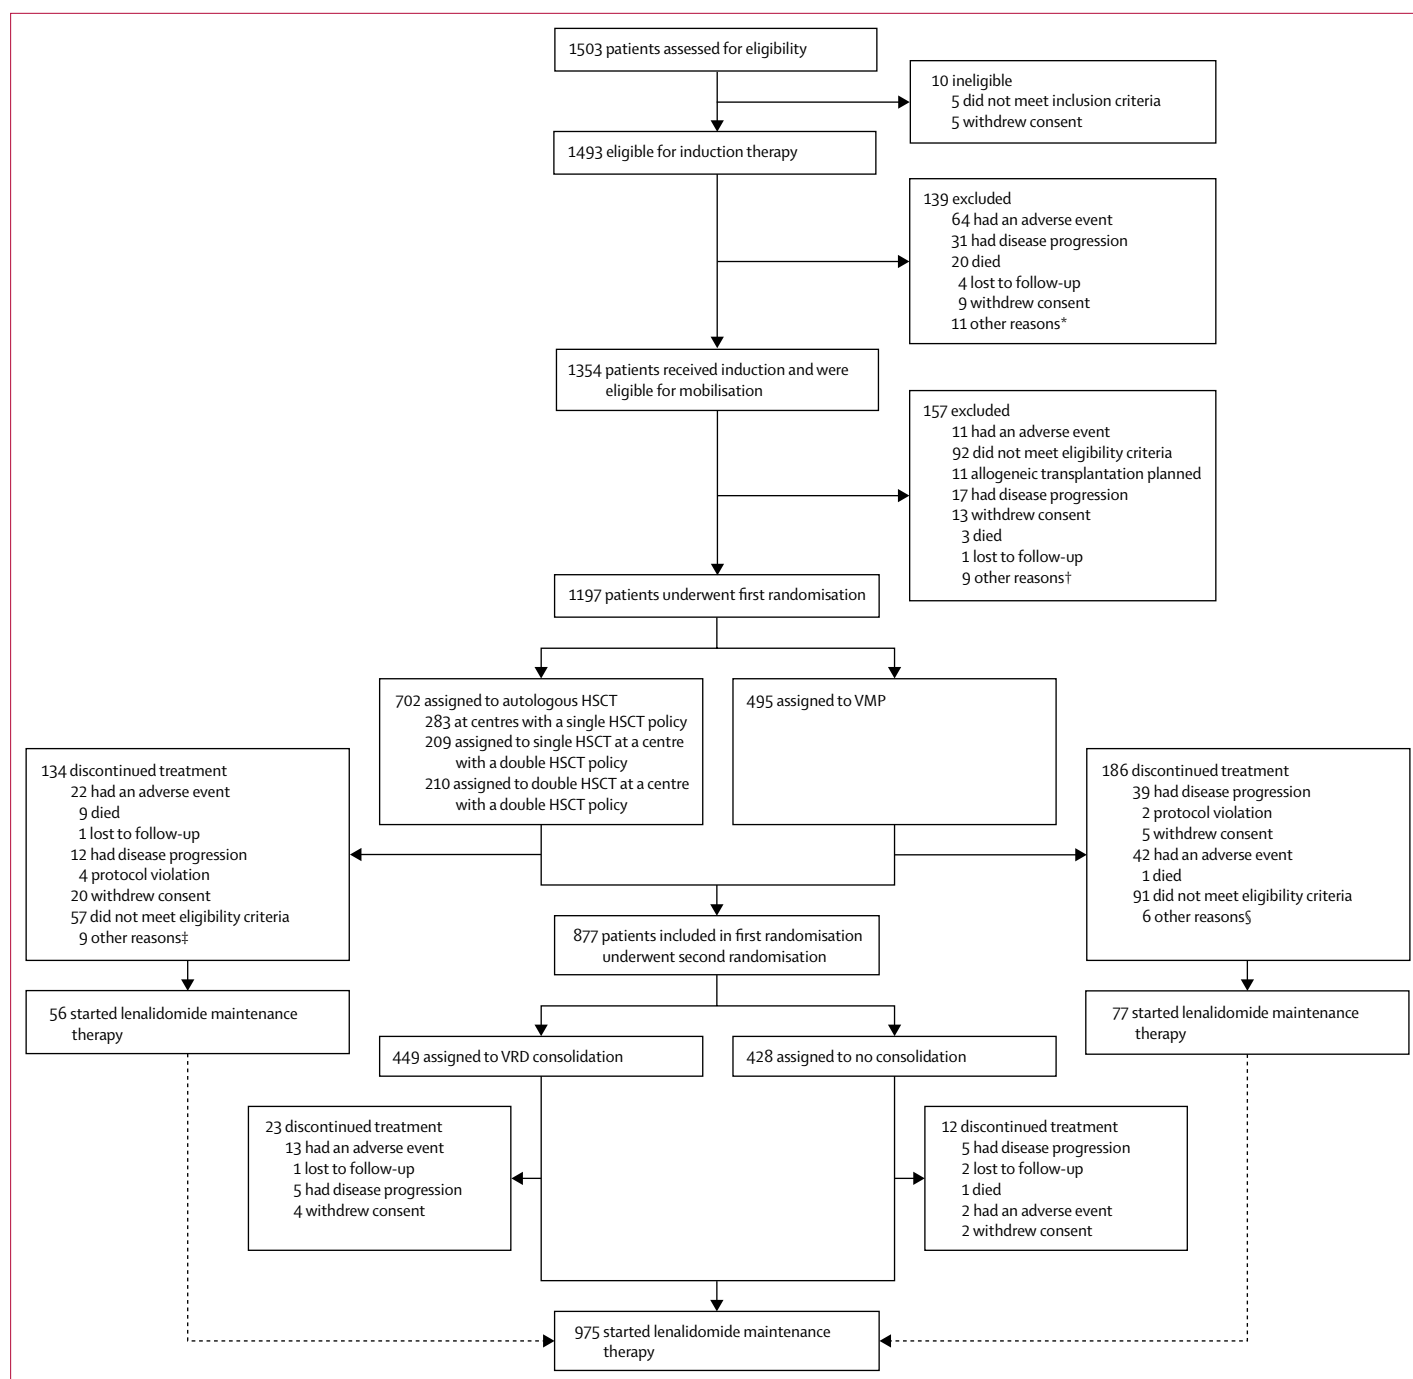 1503 patients assessed for eligibility
10 ineligible
5 did not meet inclusion criteria
5 withdrew consent
1493 eligible for induction therapy
139 excluded
64 had an adverse event
31 had disease progression
20 died
4 lost to follow-up
9 withdrew consent
11 other reasons*
1354 patients received induction and were
eligible for mobilisation
157 excluded
11 had an adverse event
92 did not meet eligibility criteria
11 allogeneic transplantation planned
17 had disease progression
13 withdrew consent
3 died
1 lost to follow-up
9 other reasons†
1197 patients underwent first randomisation
702 assigned to autologous HSCT
283 at centres with a single HSCT policy
209 assigned to single HSCT at a centre
with a double HSCT policy
210 assigned to double HSCT at a centre
with a double HSCT policy
495 assigned to VMP
134 discontinued treatment
22 had an adverse event
9 died
1 lost to follow-up
12 had disease progression
4 protocol violation
20 withdrew consent
57 did not meet eligibility criteria
9 other reasons‡
186 discontinued treatment
39 had disease progression
2 protocol violation
5 withdrew consent
42 had an adverse event
1 died
91 did not meet eligibility criteria
6 other reasons§
877 patients included in first randomisation
underwent second randomisation
56 started lenalidomide maintenance
therapy
77 started lenalidomide maintenance
therapy
449 assigned to VRD consolidation
428 assigned to no consolidation
23 discontinued treatment
13 had an adverse event
1 lost to follow-up
5 had disease progression
4 withdrew consent
12 discontinued treatment
5 had disease progression
2 lost to follow-up
1 died
2 had an adverse event
2 withdrew consent
975 started lenalidomide maintenance
therapy